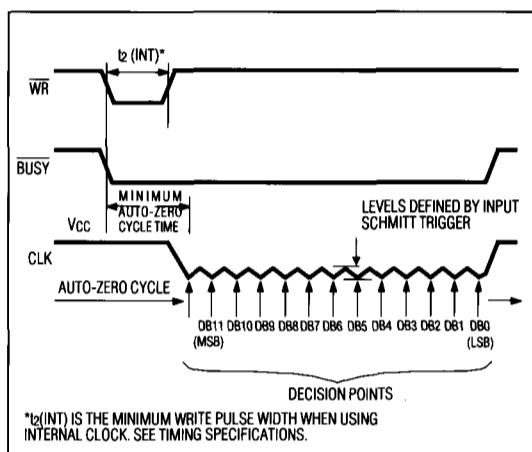 t2 (INT)*
WR
BUSY
MINIMUM
AUTO-ZERO
CYCLE TIME
LEVELS DEFINED BY INPUT
SCHMITT TRIGGER
VCC
CLK
AUTO-ZERO CYCLE
DB11 DB10 DB9 DB8 DB7 DB6 DB5 DB4 DB3 DB2 DB1 DB0
(MSB) (LSB)
DECISION POINTS
*t2(INT) IS THE MINIMUM WRITE PULSE WIDTH WHEN USING
INTERNAL CLOCK. SEE TIMING SPECIFICATIONS.